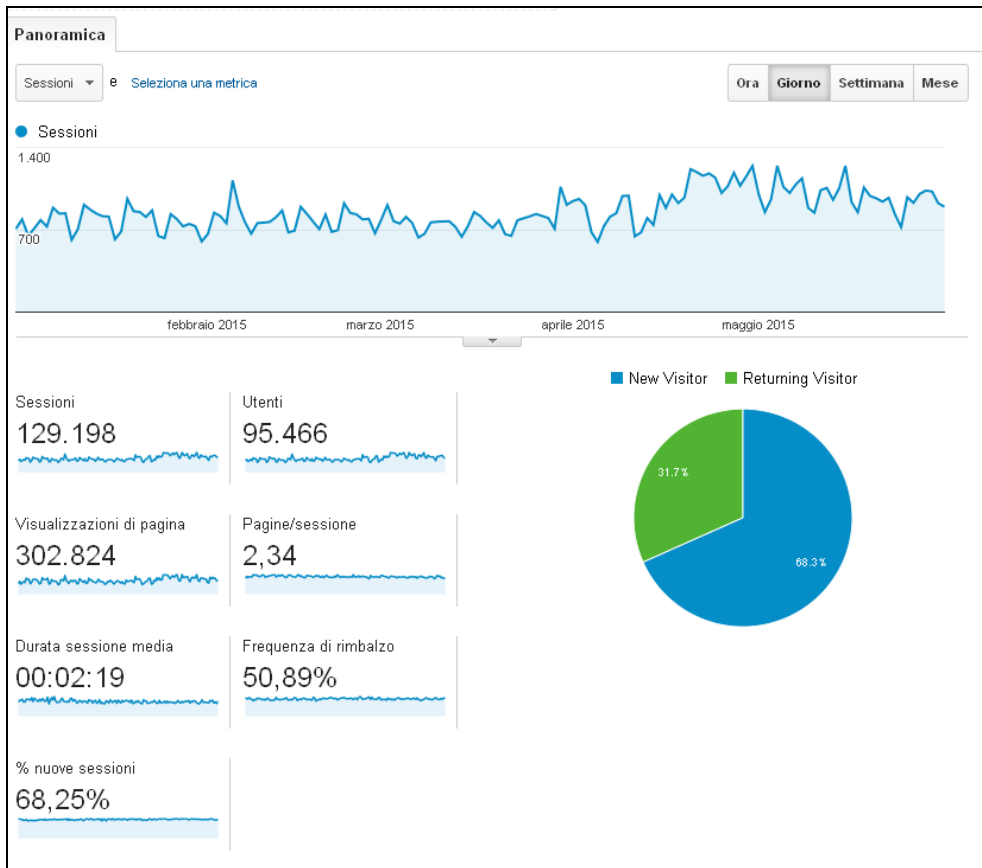 Panoramica
Sessioni e Seleziona una metrica
Ora Giorno Settimana Mese
Sessioni
1.400
700
febbraio 2015 marzo 2015 aprile 2015 maggio 2015
New Visitor Returning Visitor
Sessioni
129.198
Utenti
95.466
Visualizzazioni di pagina
302.824
Pagine/sessione
2,34
Durata sessione media
00:02:19
Frequenza di rimbalzo
50,89%
% nuove sessioni
68,25%
31.7%
68.3%